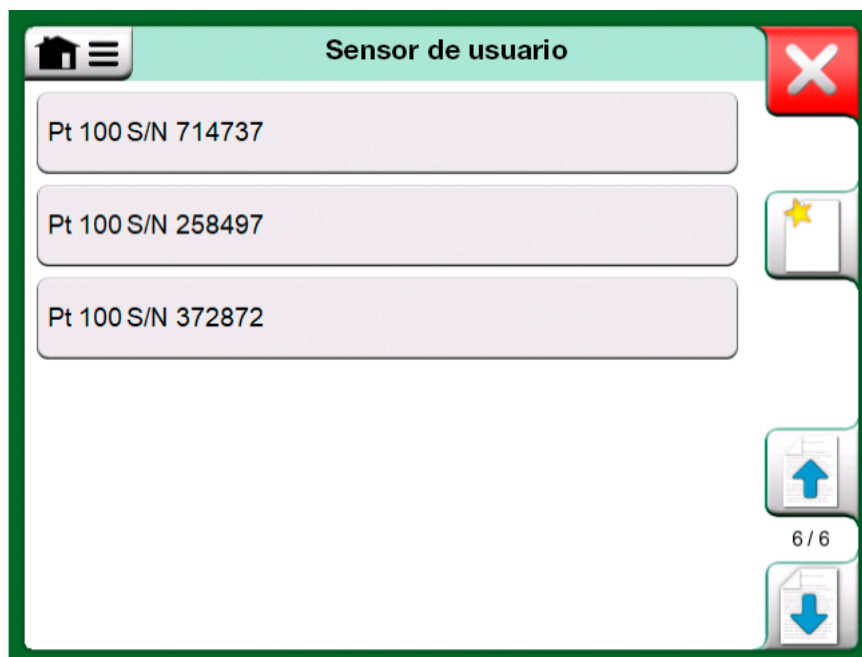 Sensor de usuario
Pt 100 S/N 714737
Pt 100 S/N 258497
Pt 100 S/N 372872
6 / 6